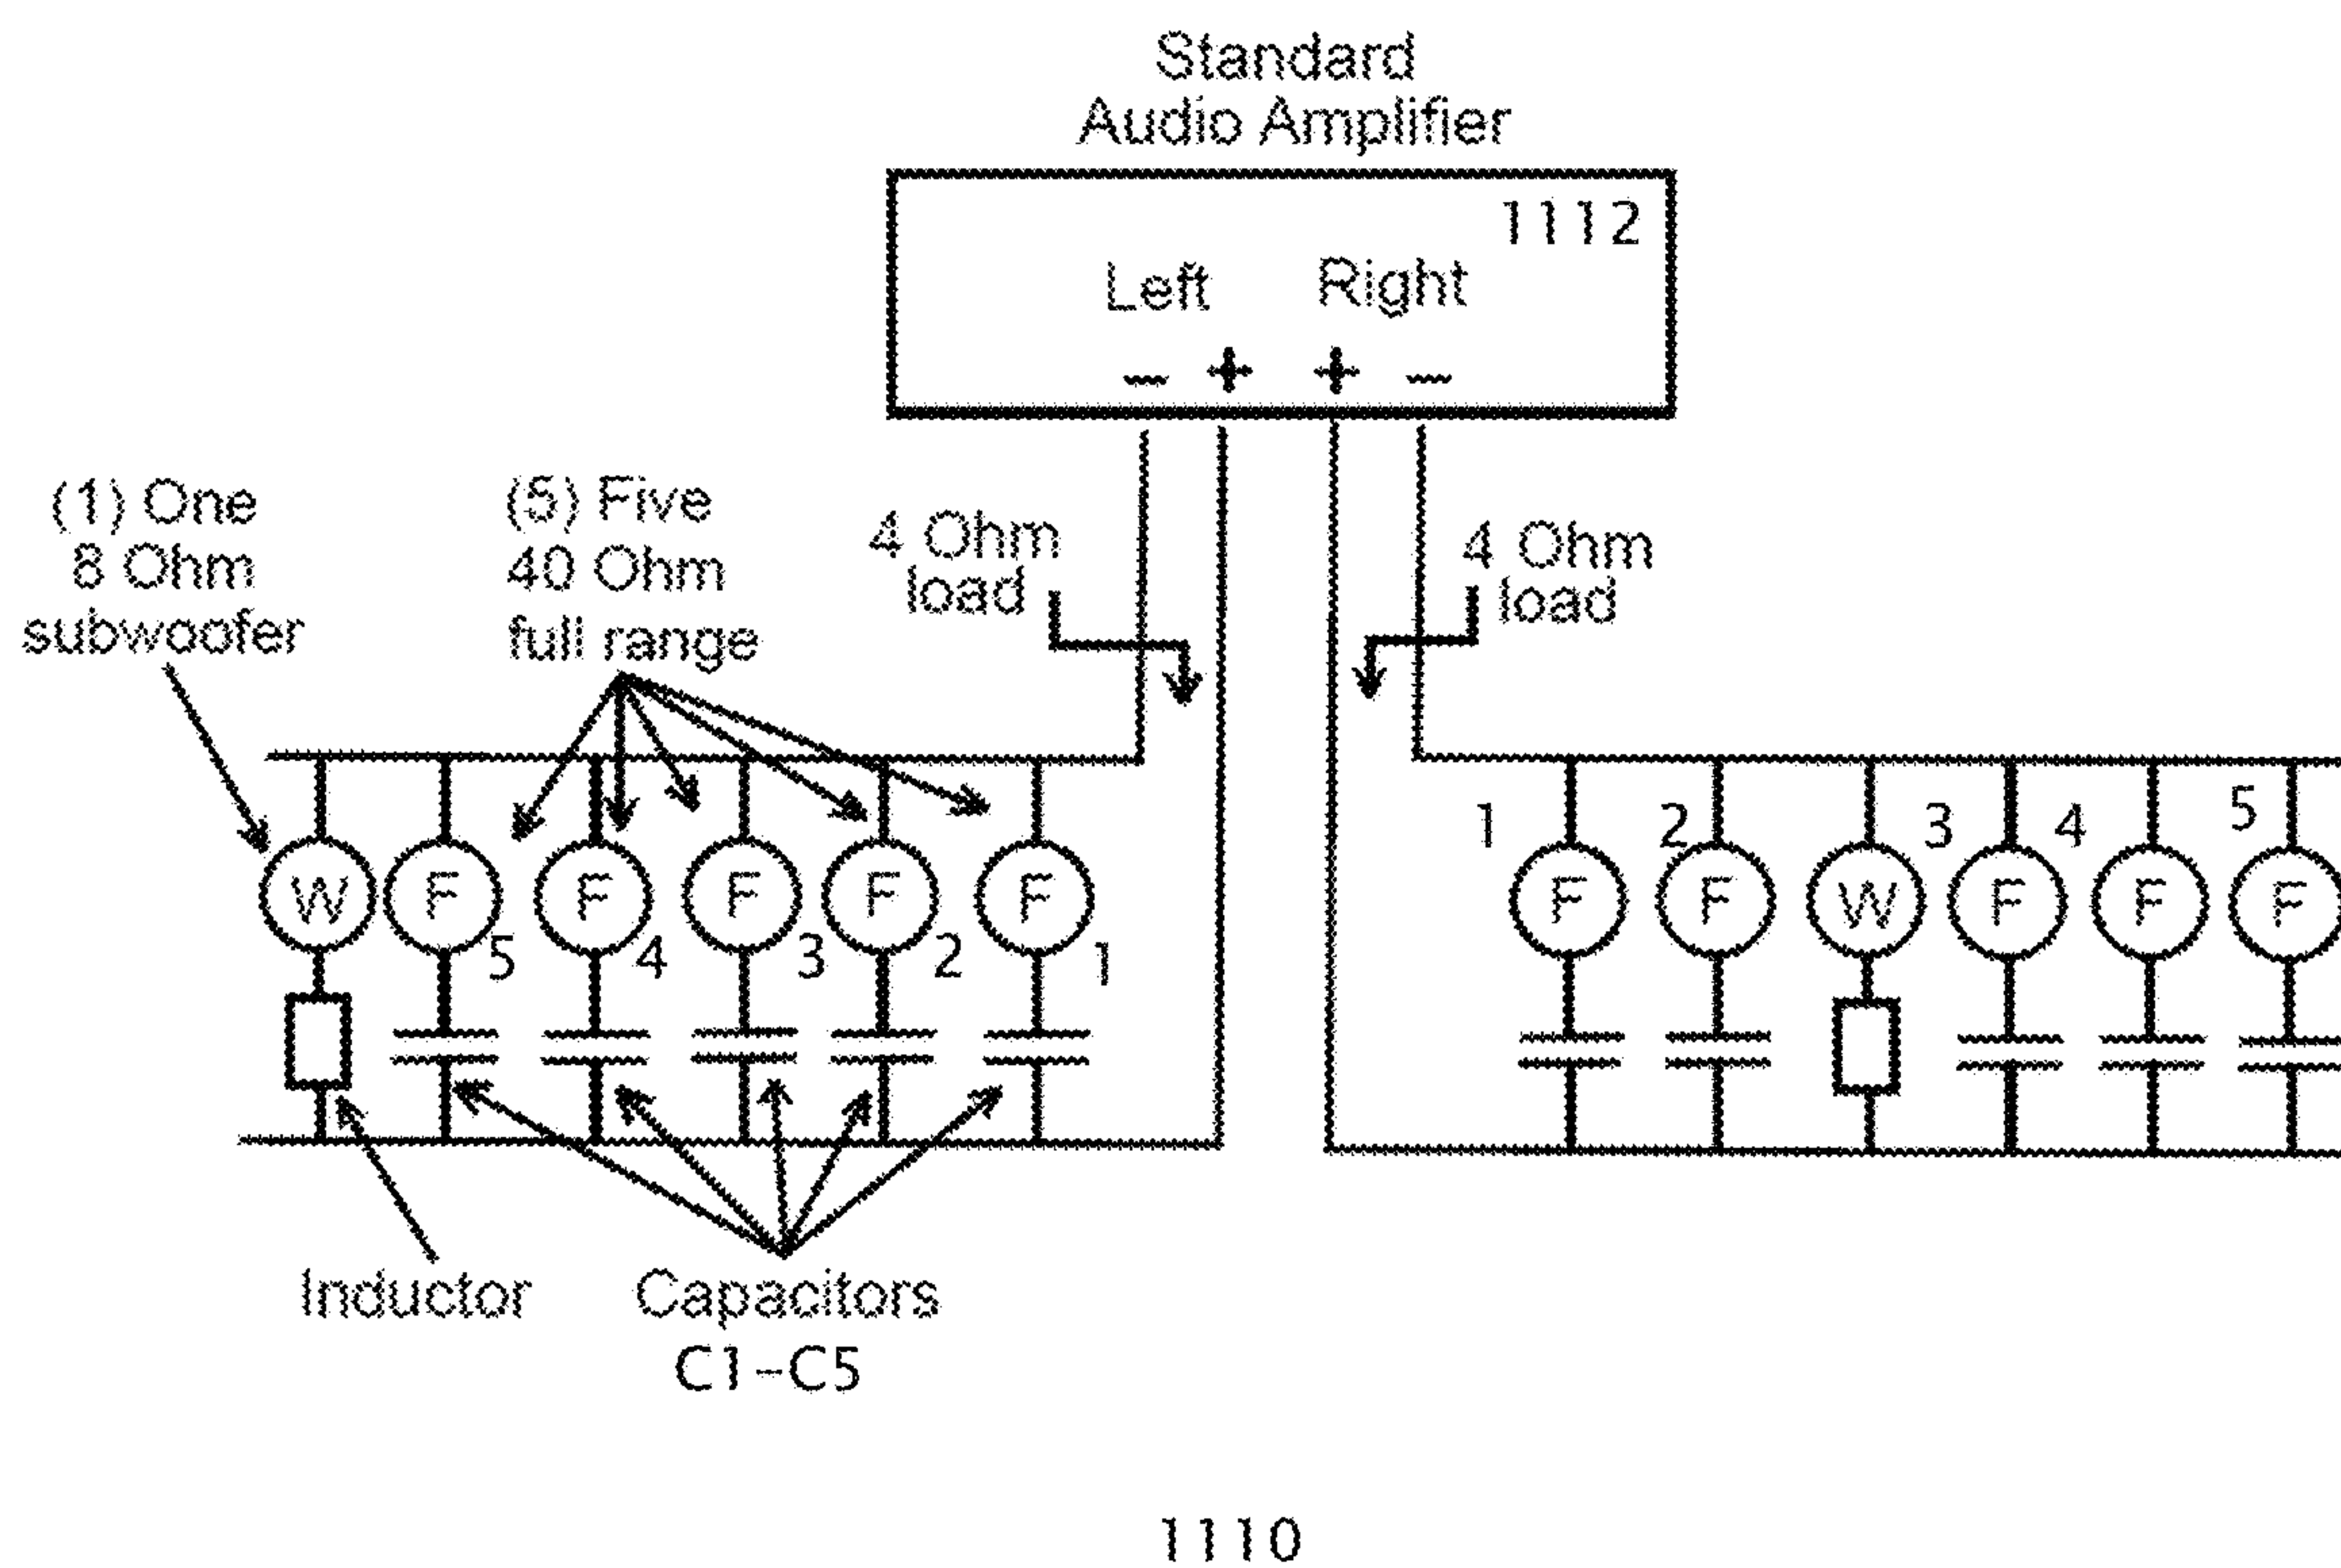 Standard
Audio Amplifier
1112
Left Right
− + + −
(1) One
8 Ohm
subwoofer
(5) Five
40 Ohm
full range
4 Ohm
load
4 Ohm
load
1 2 3 4 5
W F F F F F
F F W F F F
5 4 3 2 1
Inductor
Capacitors
C1-C5
1110